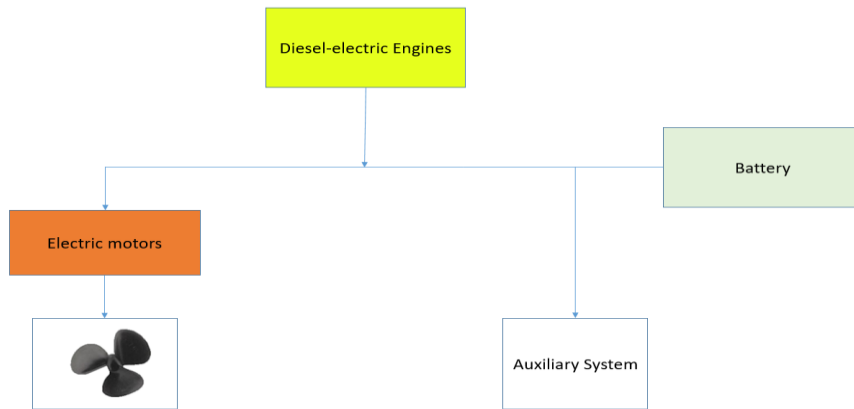 Diesel-electric Engines
Battery
Electric motors
Auxiliary System